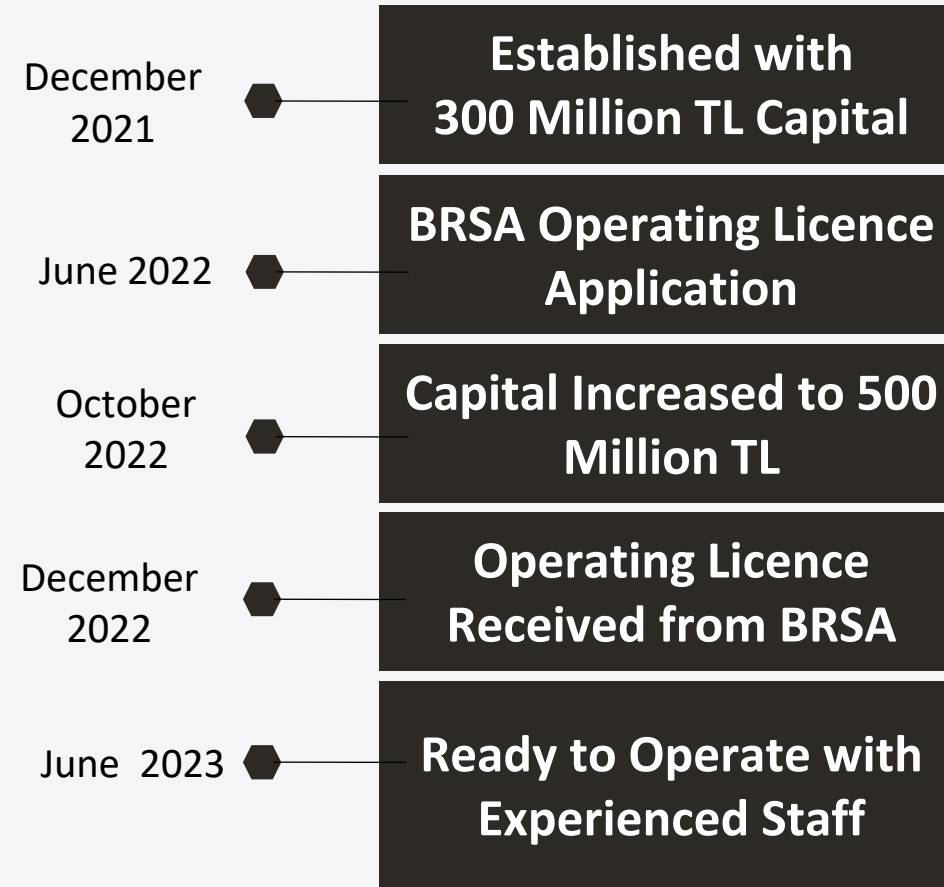 December
2021
Established with
300 Million TL Capital
June 2022
BRSA Operating Licence
Application
October
2022
Capital Increased to 500
Million TL
December
2022
Operating Licence
Received from BRSA
June  2023
Ready to Operate with
Experienced Staff